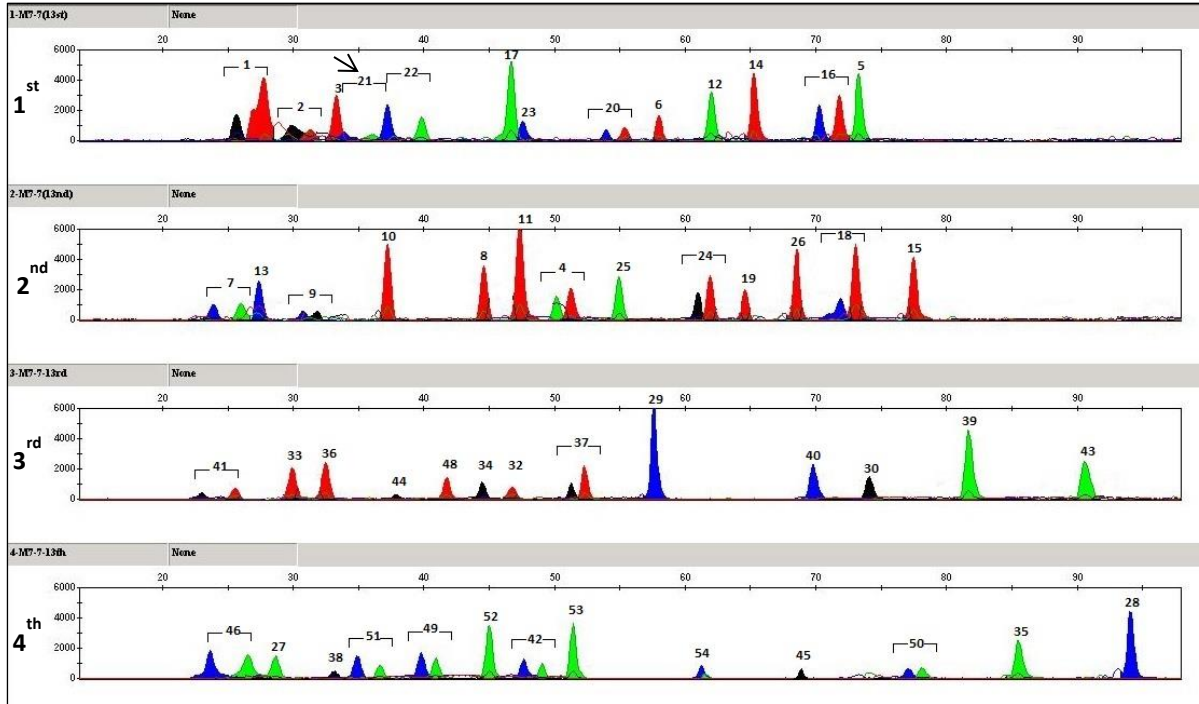 1-M7-7(13st) None
20 30 40 50 60 70 80 90
6000
4000
2000
0
1st
1 2 3 21 22 17 23 20 6 12 14 16 5
2-M7-7(13nd) None
20 30 40 50 60 70 80 90
6000
4000
2000
0
2nd
7 13 9 10 8 11 4 25 24 19 26 18 15
3-M7-7-13rd None
20 30 40 50 60 70 80 90
6000
4000
2000
0
3rd
41 33 36 44 48 34 32 37 29 40 30 39 43
4-M7-7-13th None
20 30 40 50 60 70 80 90
6000
4000
2000
0
4th
46 27 38 51 49 52 42 53 54 45 50 35 28